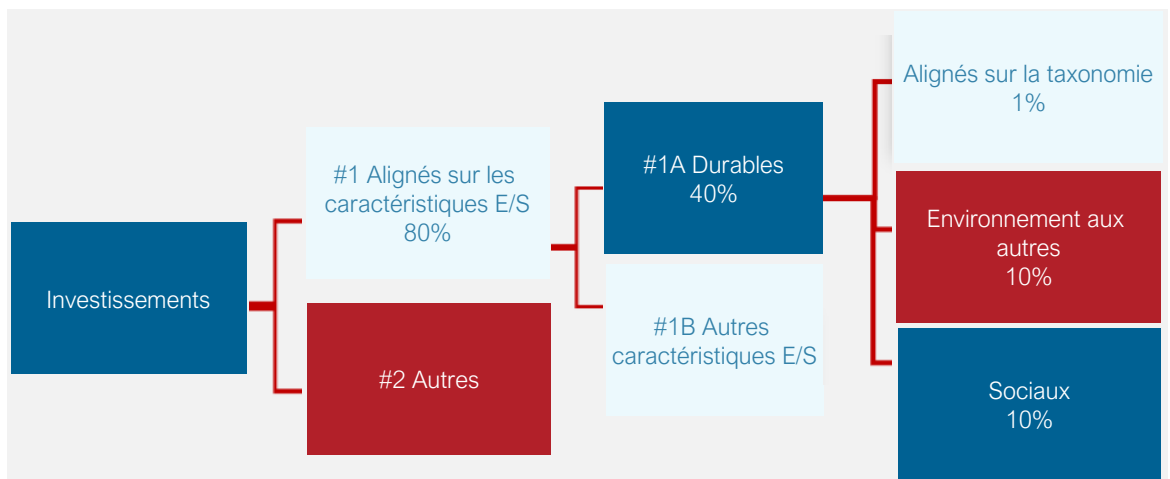 Investissements
#1 Alignés sur les
caractéristiques E/S
80%
#2 Autres
#1A Durables
40%
#1B Autres
caractéristiques E/S
Alignés sur la taxonomie
1%
Environnement aux
autres
10%
Sociaux
10%